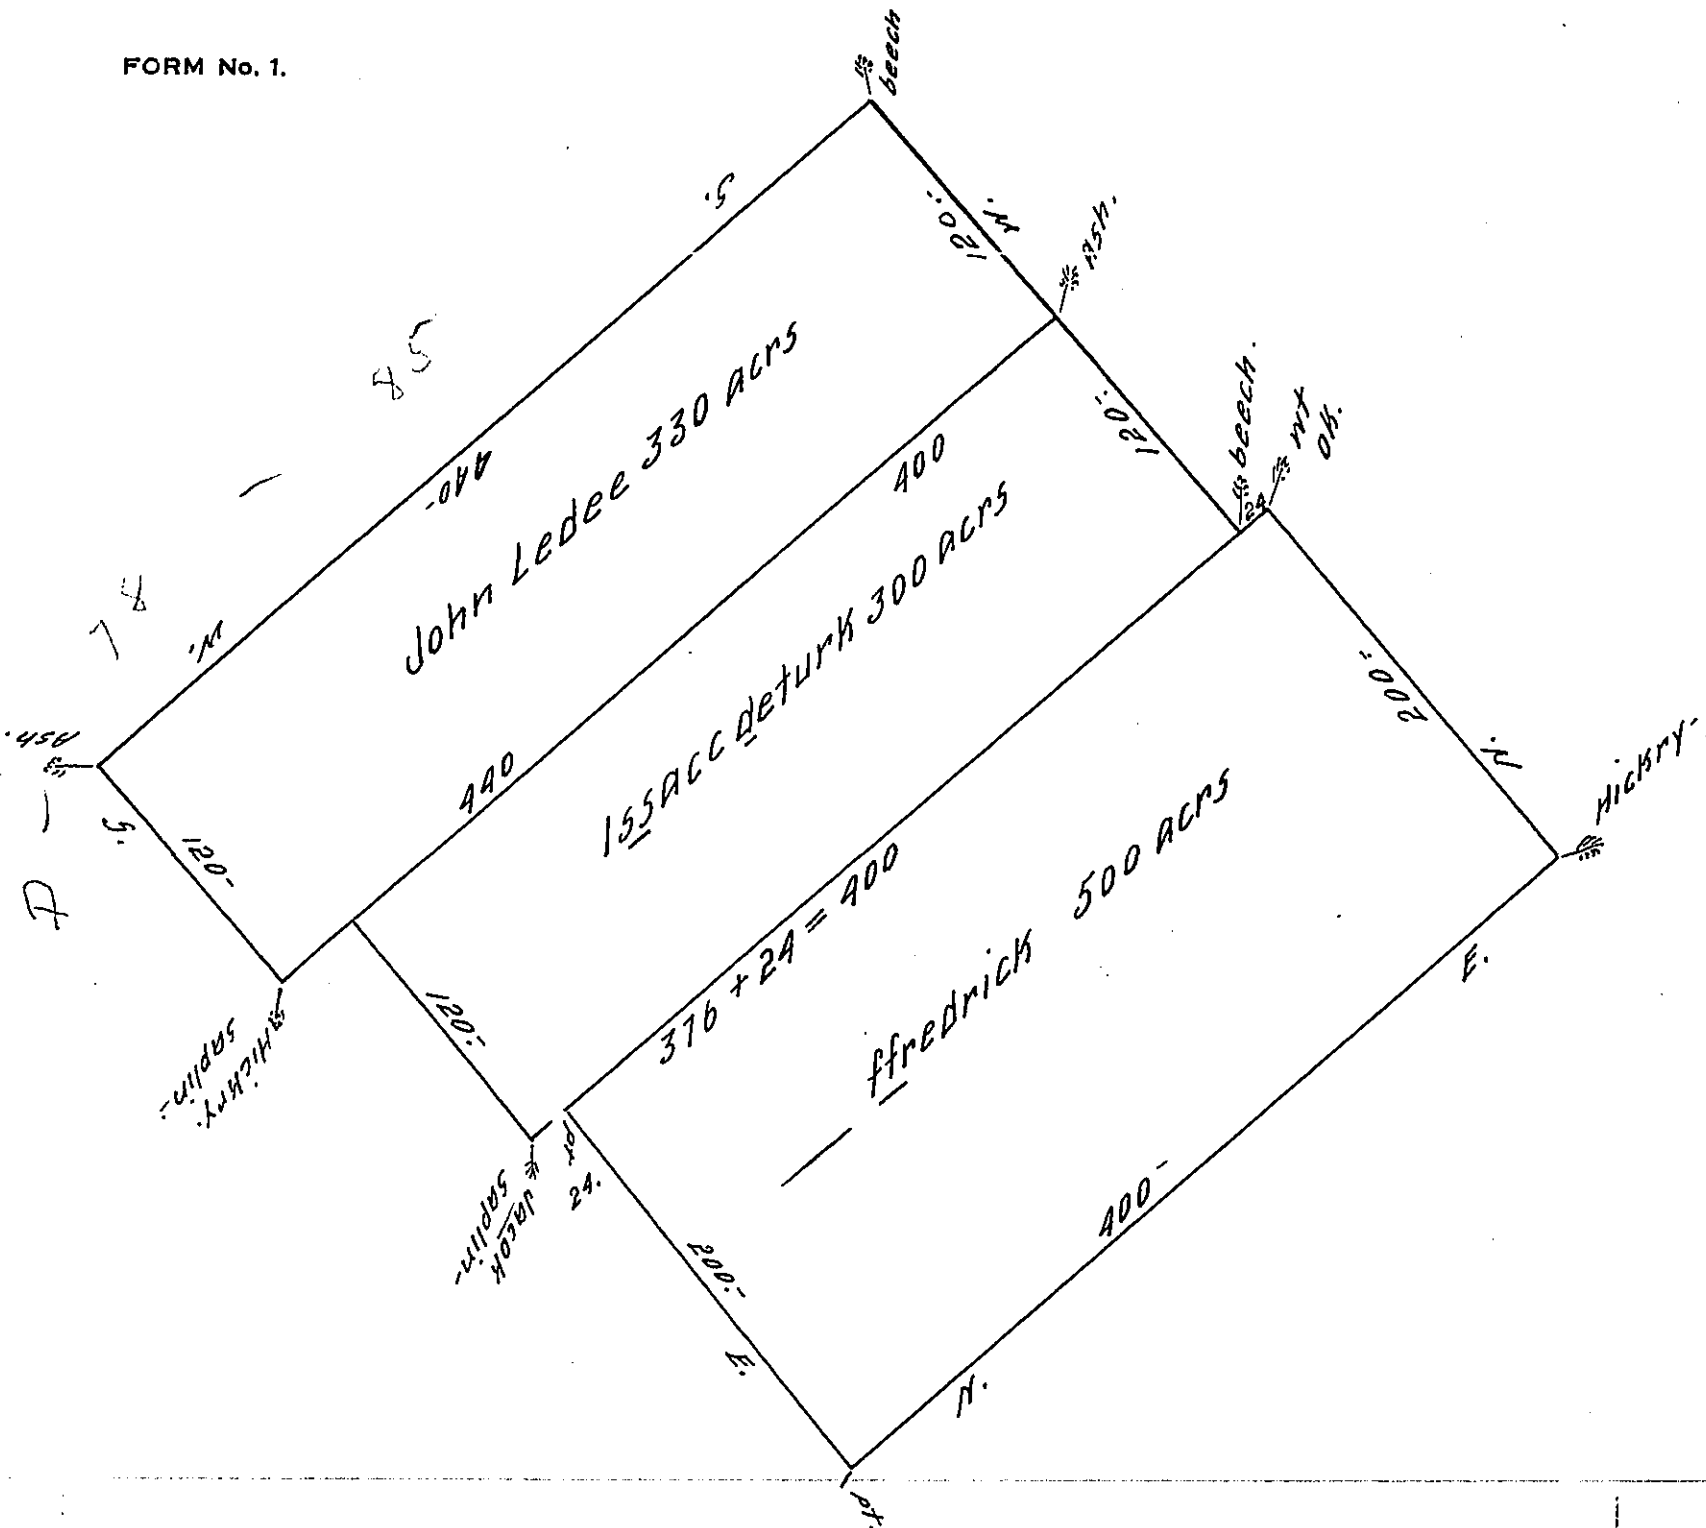 FORM No. 1.
beech
S.
120:
N.
Ash.
85
-
78
-
D
440-
W.
John Ledee 330 acrs
400
120:
beech.
wt
ok.
24
Ash.
S.
120-
440
Issacc deturk 300 acrs
200:
N.
Hickry-
Hickry:
saplin-
120:
376 + 24 = 400
ffredrick 500 acrs
E.
pt
24.
Jacok
saplin-
200:
E.
400-
N.
pt.